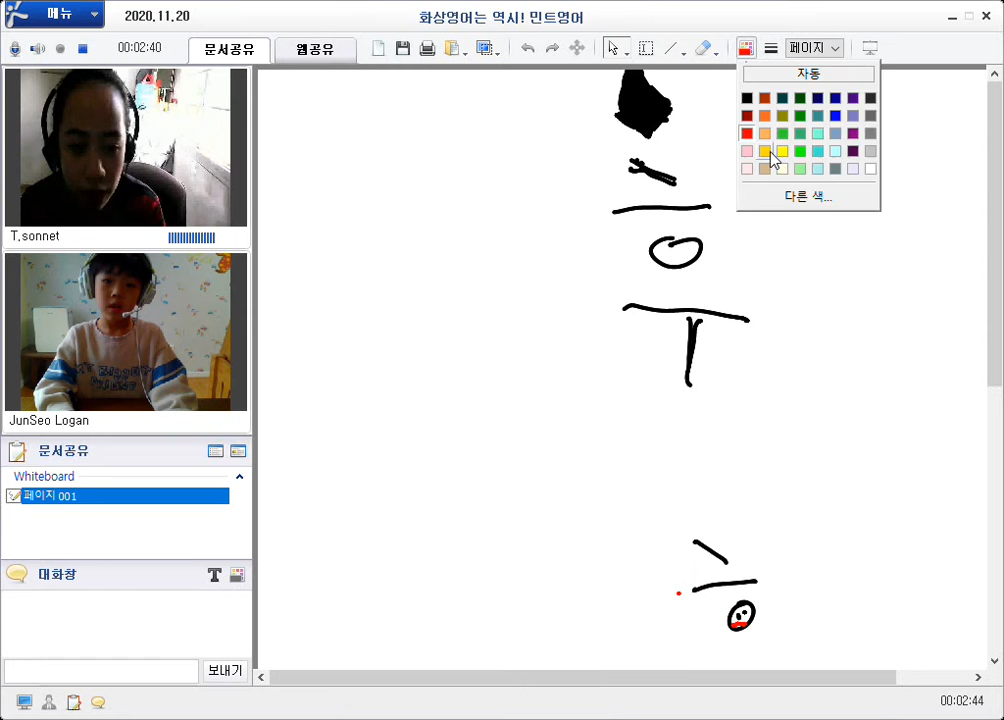 메뉴
2020.11.20
화상영어는 역시! 민트영어
00:02:40
문서공유
웹공유
페이지
자동
다른 색...
T.sonnet
JunSeo Logan
문서공유
Whiteboard
페이지 001
대화창
T
보내기
00:02:44